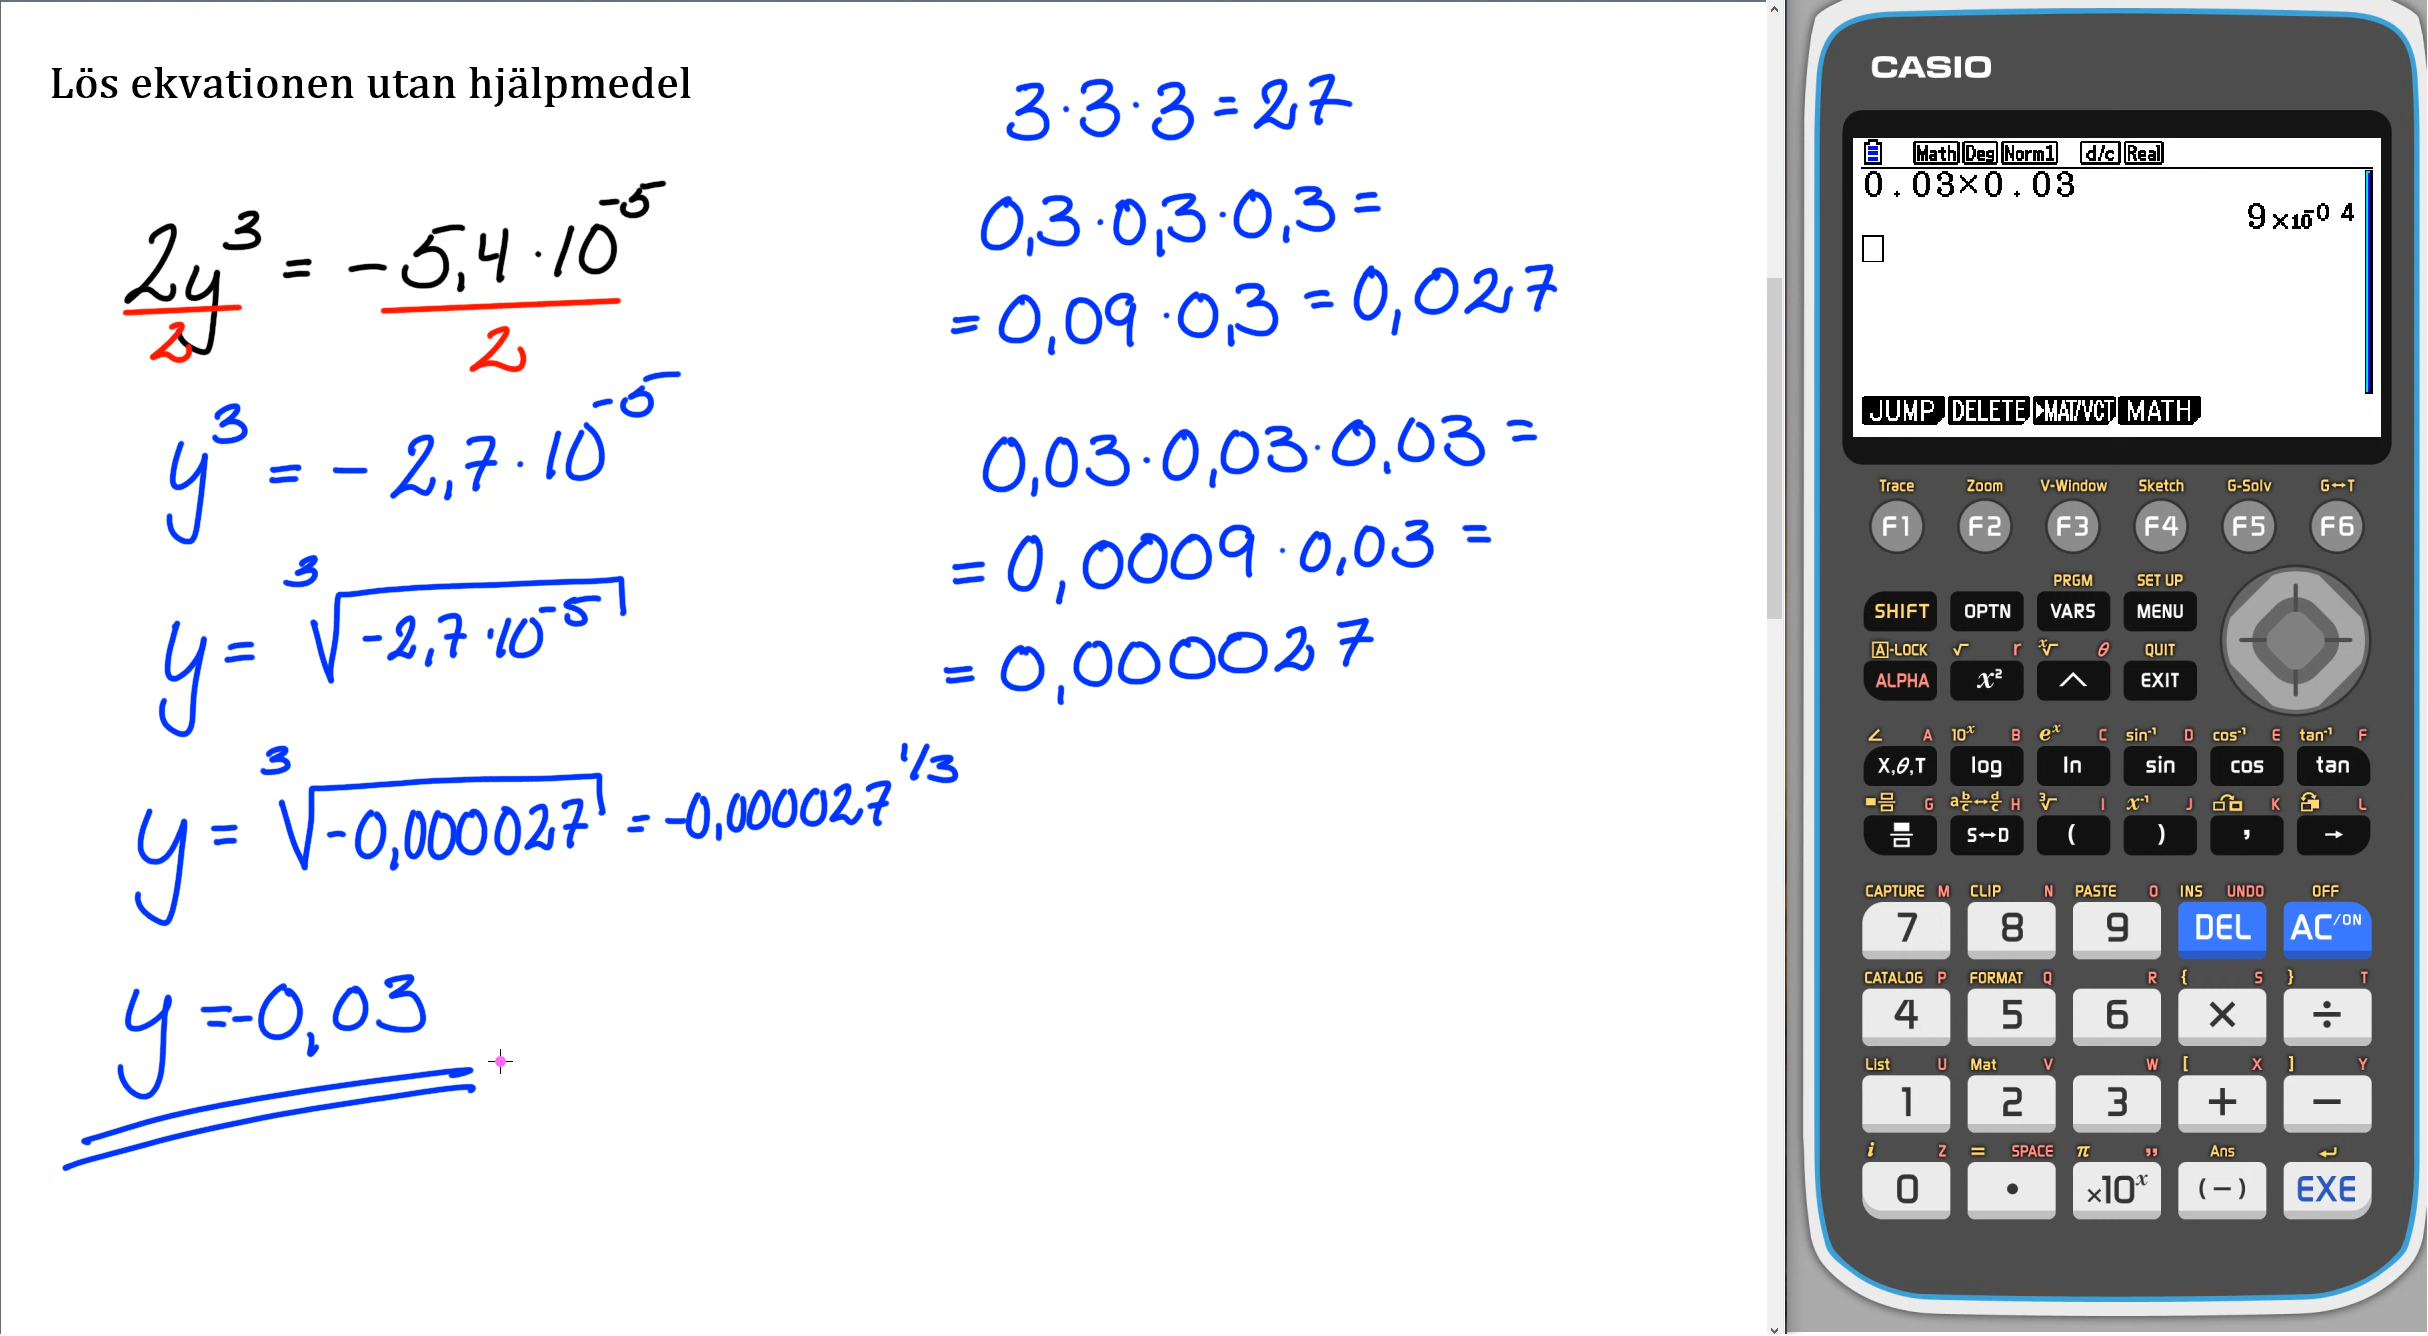 Lös ekvationen utan hjälpmedel
2y³ = -5,4·10⁻⁵
2 2
y³ = -2,7·10⁻⁵
y = ³√-2,7·10⁻⁵
y = ³√-0,000027 = -0,000027^1/3
y = -0,03
3·3·3 = 27
0,3·0,3·0,3 =
= 0,09·0,3 = 0,027
0,03·0,03·0,03 =
= 0,0009·0,03 =
= 0,000027
CASIO
Math Deg Norm1 d/c Real
0.03×0.03
9×10⁻⁰⁴
JUMP DELETE ►MAT/VCT MATH
Trace Zoom V-Window Sketch G-Solv G↔T
F1 F2 F3 F4 F5 F6
PRGM SET UP
SHIFT OPTN VARS MENU
A-LOCK √ r ˣ√ θ QUIT
ALPHA x² ^ EXIT
∠ A 10ˣ B eˣ C sin⁻¹ D cos⁻¹ E tan⁻¹ F
X,θ,T log ln sin cos tan
G a b/c↔d/c H ³√ I x⁻¹ J K L
S↔D ( ) , →
CAPTURE M CLIP N PASTE O INS UNDO OFF
7 8 9 DEL AC/ON
CATALOG P FORMAT Q R { S } T
4 5 6 × ÷
List U Mat V W [ X ] Y
1 2 3 + −
i Z = SPACE π " Ans ↵
0 • ×10ˣ (−) EXE